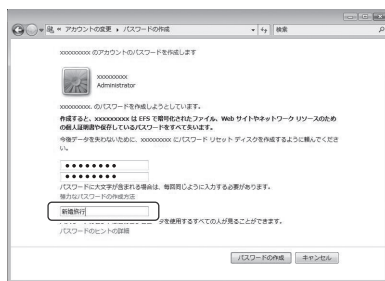 アカウントの変更 ▸ パスワードの作成
検索
xxxxxxxxxx のアカウントのパスワードを作成します
xxxxxxxxxx
Administrator
xxxxxxxxxx. のパスワードを作成しようとしています。
作成すると、xxxxxxxxxx は EFS で暗号化されたファイル、Web サイトやネットワーク リソースのための個人証明書や保存しているパスワードをすべて失います。
今後データを失わないために、xxxxxxxxxx にパスワード リセット ディスクを作成するように頼んでください。
●●●●●●●●
●●●●●●●●
パスワードに大文字が含まれる場合は、毎回同じように入力する必要があります。
強力なパスワードの作成方法
新婚旅行
ータを使用するすべての人が見ることができます。
パスワードのヒントの詳細
パスワードの作成 キャンセル